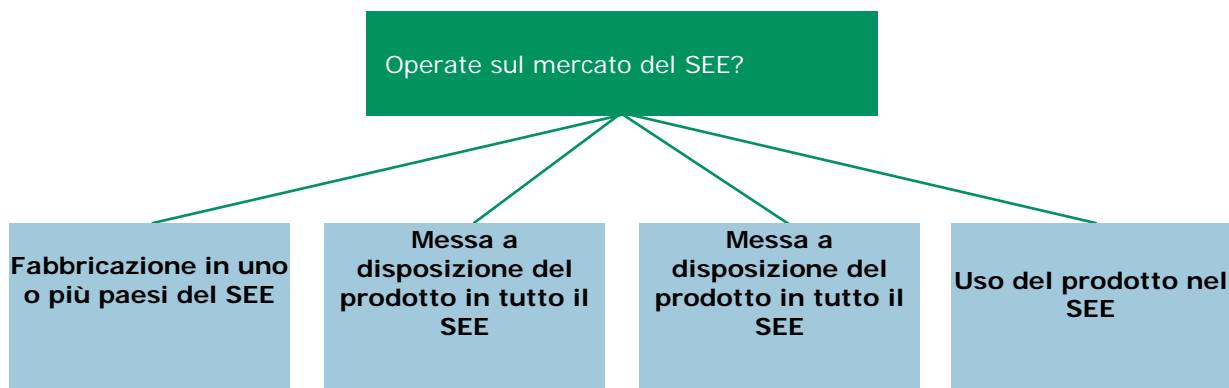 Operate sul mercato del SEE?
Fabbricazione in uno
o più paesi del SEE
Messa a
disposizione del
prodotto in tutto il
SEE
Messa a
disposizione del
prodotto in tutto il
SEE
Uso del prodotto nel
SEE